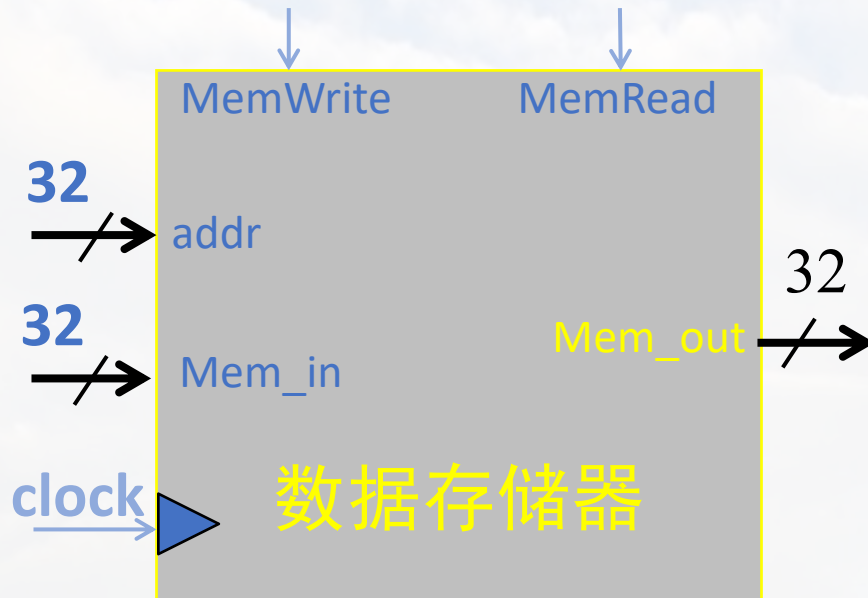 MemWrite
MemRead
32
addr
32
32
Mem_out
Mem_in
clock
数据存储器